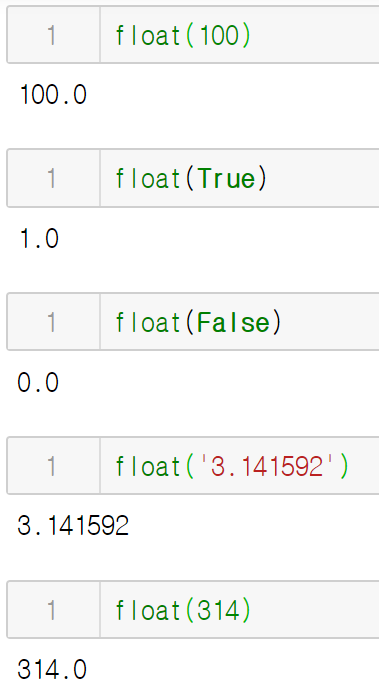 1 float(100)
100.0
1 float(True)
1.0
1 float(False)
0.0
1 float('3.141592')
3.141592
1 float(314)
314.0